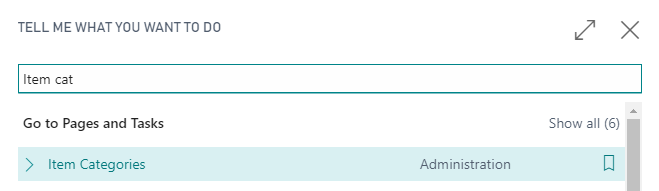 TELL ME WHAT YOU WANT TO DO
Item cat
Go to Pages and Tasks Show all (6)
Item Categories Administration